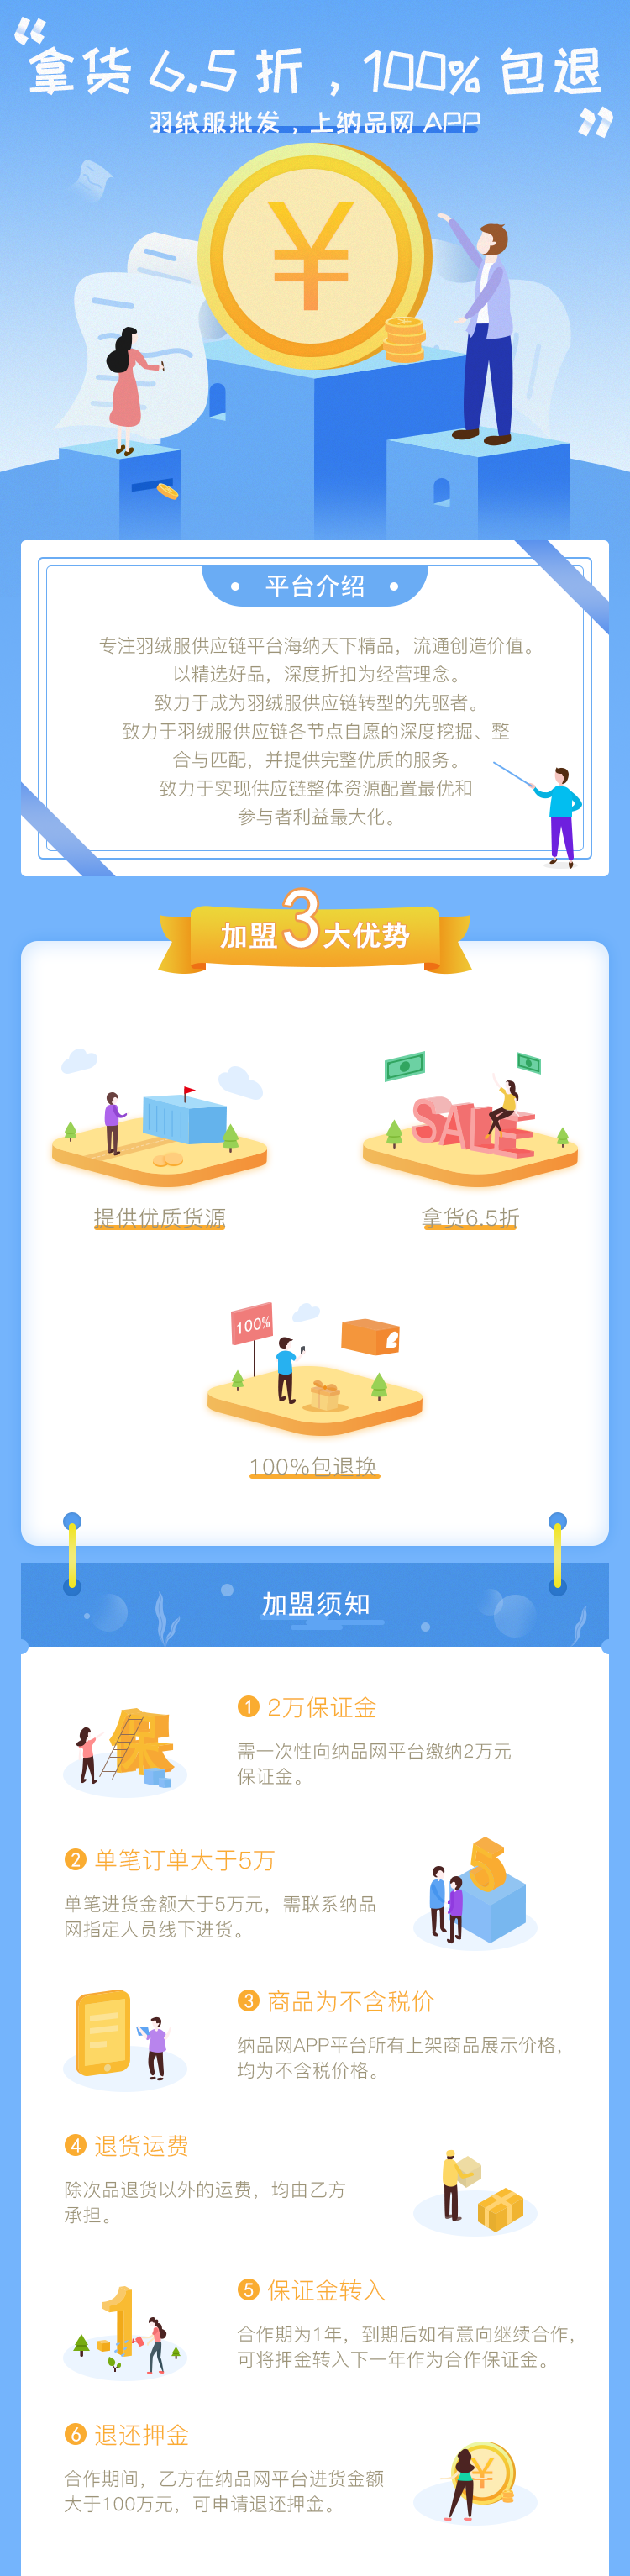 拿货6.5折,100%包退
羽绒服批发,上纳品网APP
¥
平台介绍
专注羽绒服供应链平台海纳天下精品，流通创造价值。
以精选好品，深度折扣为经营理念。
致力于成为羽绒服供应链转型的先驱者。
致力于羽绒服供应链各节点自愿的深度挖掘、整
合与匹配，并提供完整优质的服务。
致力于实现供应链整体资源配置最优和
参与者利益最大化。
加盟3大优势
SALE
提供优质货源
拿货6.5折
100%
100%包退换
加盟须知
保
1 2万保证金
需一次性向纳品网平台缴纳2万元
保证金。
2 单笔订单大于5万
单笔进货金额大于5万元，需联系纳品
网指定人员线下进货。
5
3 商品为不含税价
纳品网APP平台所有上架商品展示价格，
均为不含税价格。
4 退货运费
除次品退货以外的运费，均由乙方
承担。
1
5 保证金转入
合作期为1年，到期后如有意向继续合作，
可将押金转入下一年作为合作保证金。
6 退还押金
合作期间，乙方在纳品网平台进货金额
大于100万元，可申请退还押金。
¥